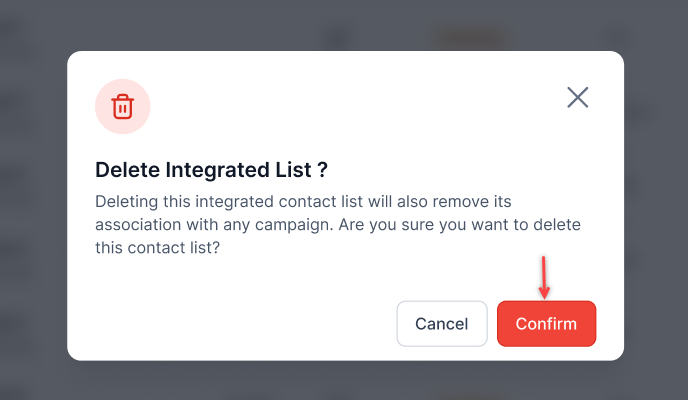 Delete Integrated List ?
Deleting this integrated contact list will also remove its
association with any campaign. Are you sure you want to delete
this contact list?
Cancel
Confirm